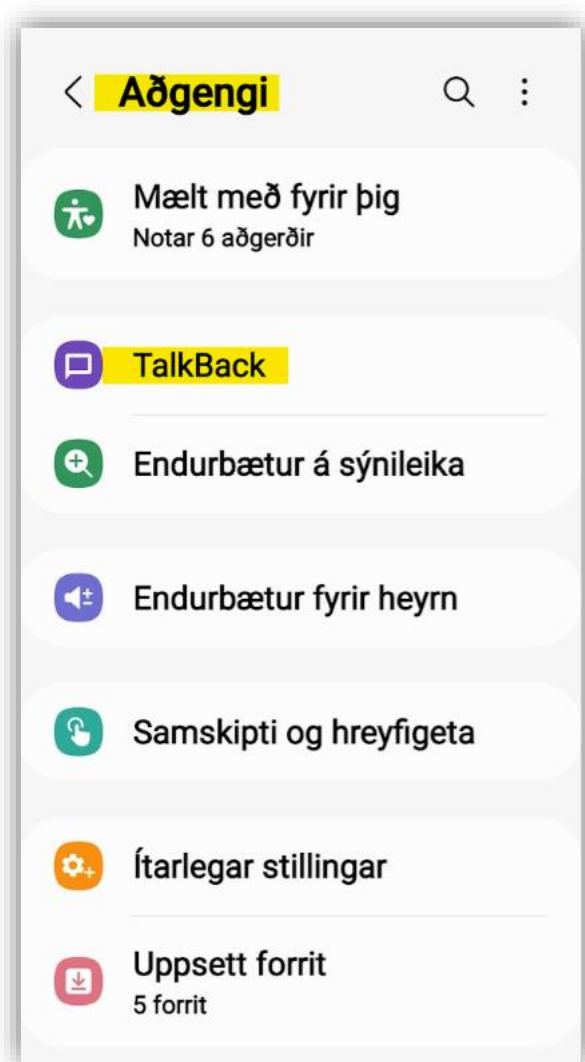 Aðgengi
Mælt með fyrir þig
Notar 6 aðgerðir
TalkBack
Endurbætur á sýnileika
Endurbætur fyrir heyrn
Samskipti og hreyfigeta
Ítarlegar stillingar
Uppsett forrit
5 forrit